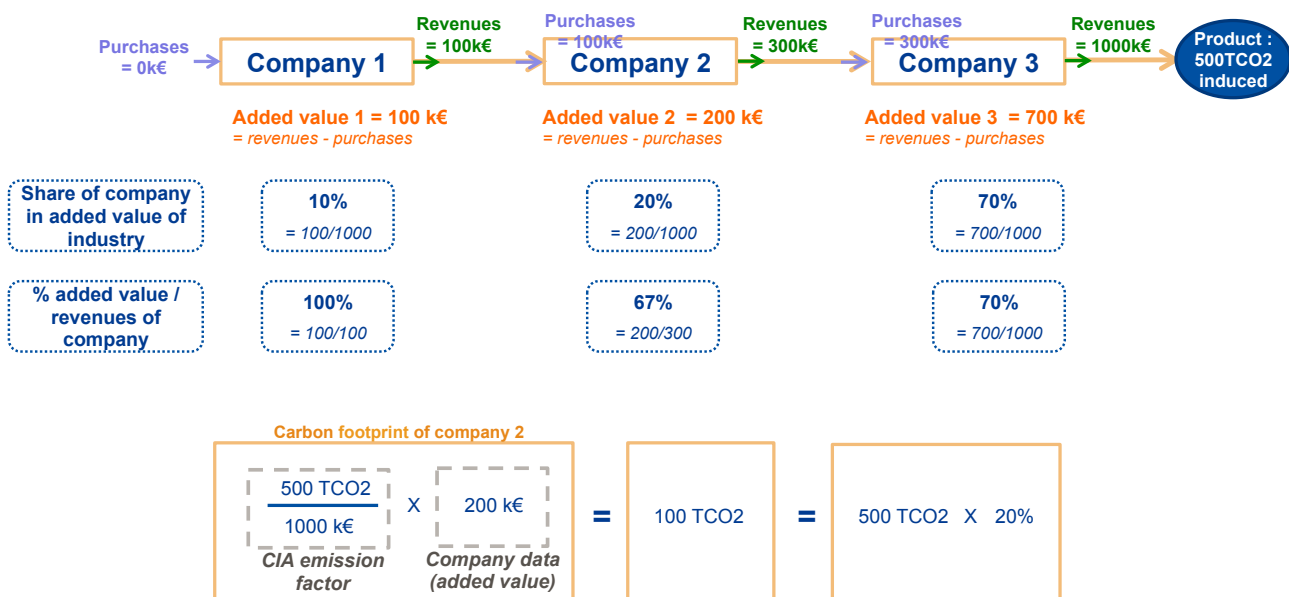 Purchases
= 0k€
Company 1
Revenues
= 100k€
Purchases
= 100k€
Company 2
Revenues
= 300k€
Purchases
= 300k€
Company 3
Revenues
= 1000k€
Product :
500TCO2
induced
Added value 1 = 100 k€
= revenues - purchases
Added value 2  = 200 k€
= revenues - purchases
Added value 3  = 700 k€
= revenues - purchases
Share of company
in added value of
industry
10%
= 100/1000
20%
= 200/1000
70%
= 700/1000
% added value /
revenues of
company
100%
= 100/100
67%
= 200/300
70%
= 700/1000
Carbon footprint of company 2
500 TCO2
1000 k€
CIA emission
factor
X
200 k€
Company data
(added value)
=
100 TCO2
=
500 TCO2  X  20%